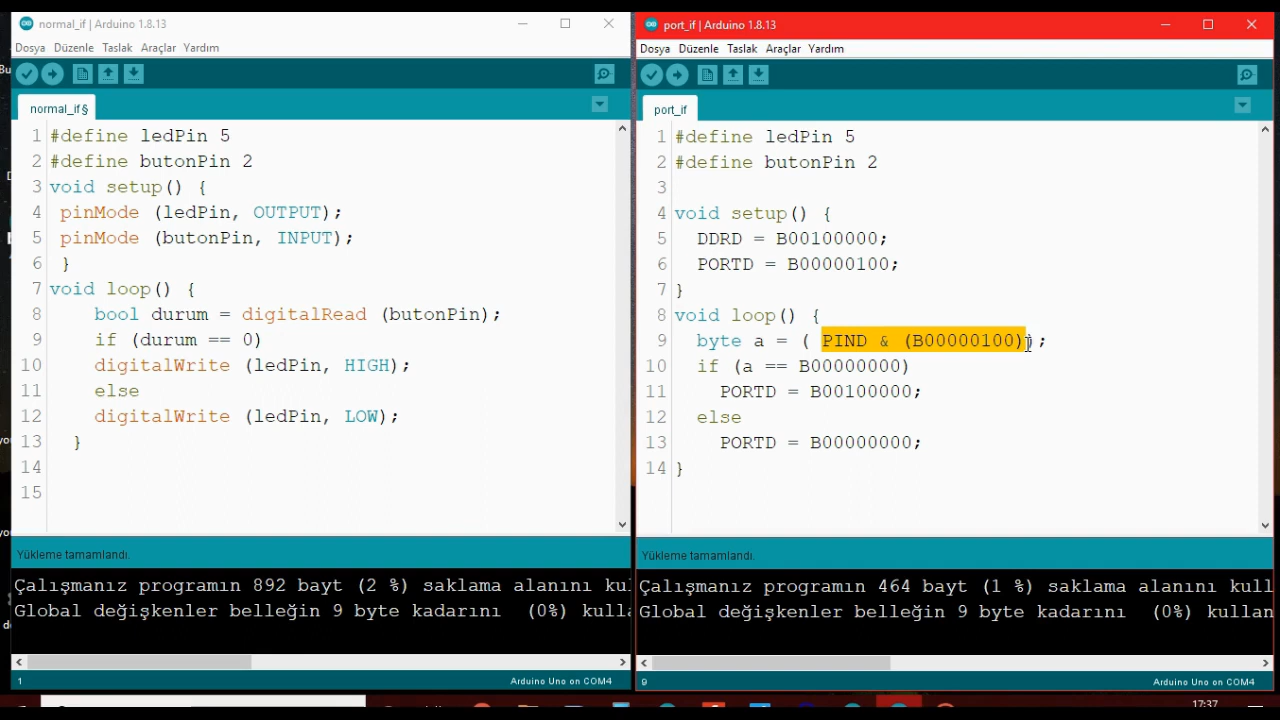 normal_if | Arduino 1.8.13
Dosya Düzenle Taslak Araçlar Yardım
normal_if§
1 #define ledPin 5
2 #define butonPin 2
3 void setup() {
4 pinMode (ledPin, OUTPUT);
5 pinMode (butonPin, INPUT);
6 }
7 void loop() {
8 bool durum = digitalRead (butonPin);
9 if (durum == 0)
10 digitalWrite (ledPin, HIGH);
11 else
12 digitalWrite (ledPin, LOW);
13 }
14
15
Yükleme tamamlandı.
Çalışmanız programın 892 bayt (2 %) saklama alanını kul
Global değişkenler belleğin 9 byte kadarını (0%) kulla
1 Arduino Uno on COM4
port_if | Arduino 1.8.13
Dosya Düzenle Taslak Araçlar Yardım
port_if
1 #define ledPin 5
2 #define butonPin 2
3
4 void setup() {
5 DDRD = B00100000;
6 PORTD = B00000100;
7 }
8 void loop() {
9 byte a = ( PIND & (B00000100));
10 if (a == B00000000)
11 PORTD = B00100000;
12 else
13 PORTD = B00000000;
14 }
Yükleme tamamlandı.
Çalışmanız programın 464 bayt (1 %) saklama alanını kull
Global değişkenler belleğin 9 byte kadarını (0%) kullan
9 Arduino Uno on COM4
17:37